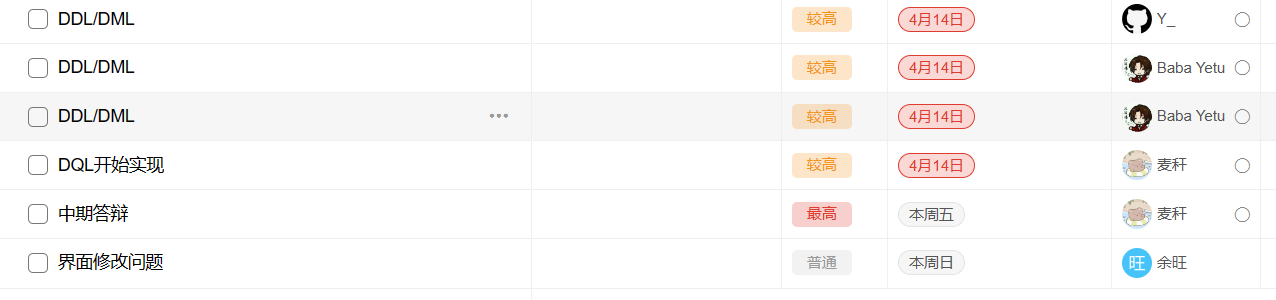 DDL/DML 较高 4月14日 Y_
DDL/DML 较高 4月14日 Baba Yetu
DDL/DML 较高 4月14日 Baba Yetu
DQL开始实现 较高 4月14日 麦秆
中期答辩 最高 本周五 麦秆
界面修改问题 普通 本周日 旺 余旺